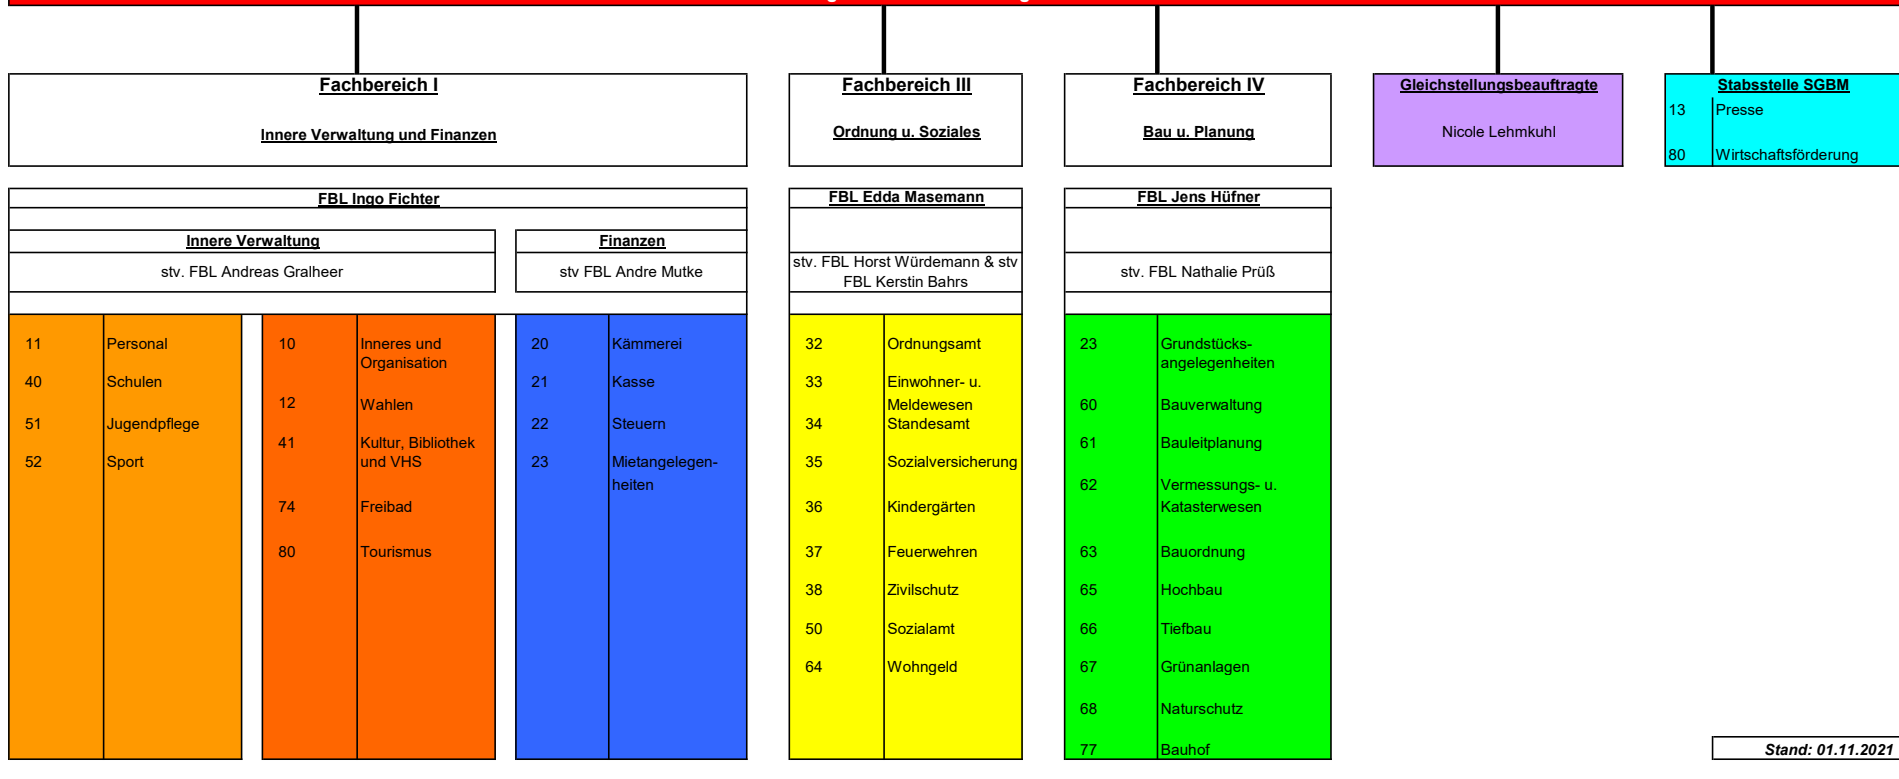 Fachbereich I
Innere Verwaltung und Finanzen
Fachbereich III
Ordnung u. Soziales
Fachbereich IV
Bau u. Planung
Gleichstellungsbeauftragte
Nicole Lehmkuhl
Stabsstelle SGBM
13 Presse
80 Wirtschaftsförderung
FBL Ingo Fichter
Innere Verwaltung
stv. FBL Andreas Gralheer
Finanzen
stv FBL Andre Mutke
FBL Edda Masemann
stv. FBL Horst Würdemann & stv
FBL Kerstin Bahrs
FBL Jens Hüfner
stv. FBL Nathalie Prüß
11 Personal
40 Schulen
51 Jugendpflege
52 Sport
10 Inneres und
Organisation
12 Wahlen
41 Kultur, Bibliothek
und VHS
74 Freibad
80 Tourismus
20 Kämmerei
21 Kasse
22 Steuern
23 Mietangelegen-
heiten
32 Ordnungsamt
33 Einwohner- u.
Meldewesen
34 Standesamt
35 Sozialversicherung
36 Kindergärten
37 Feuerwehren
38 Zivilschutz
50 Sozialamt
64 Wohngeld
23 Grundstücks-
angelegenheiten
60 Bauverwaltung
61 Bauleitplanung
62 Vermessungs- u.
Katasterwesen
63 Bauordnung
65 Hochbau
66 Tiefbau
67 Grünanlagen
68 Naturschutz
77 Bauhof
Stand: 01.11.2021